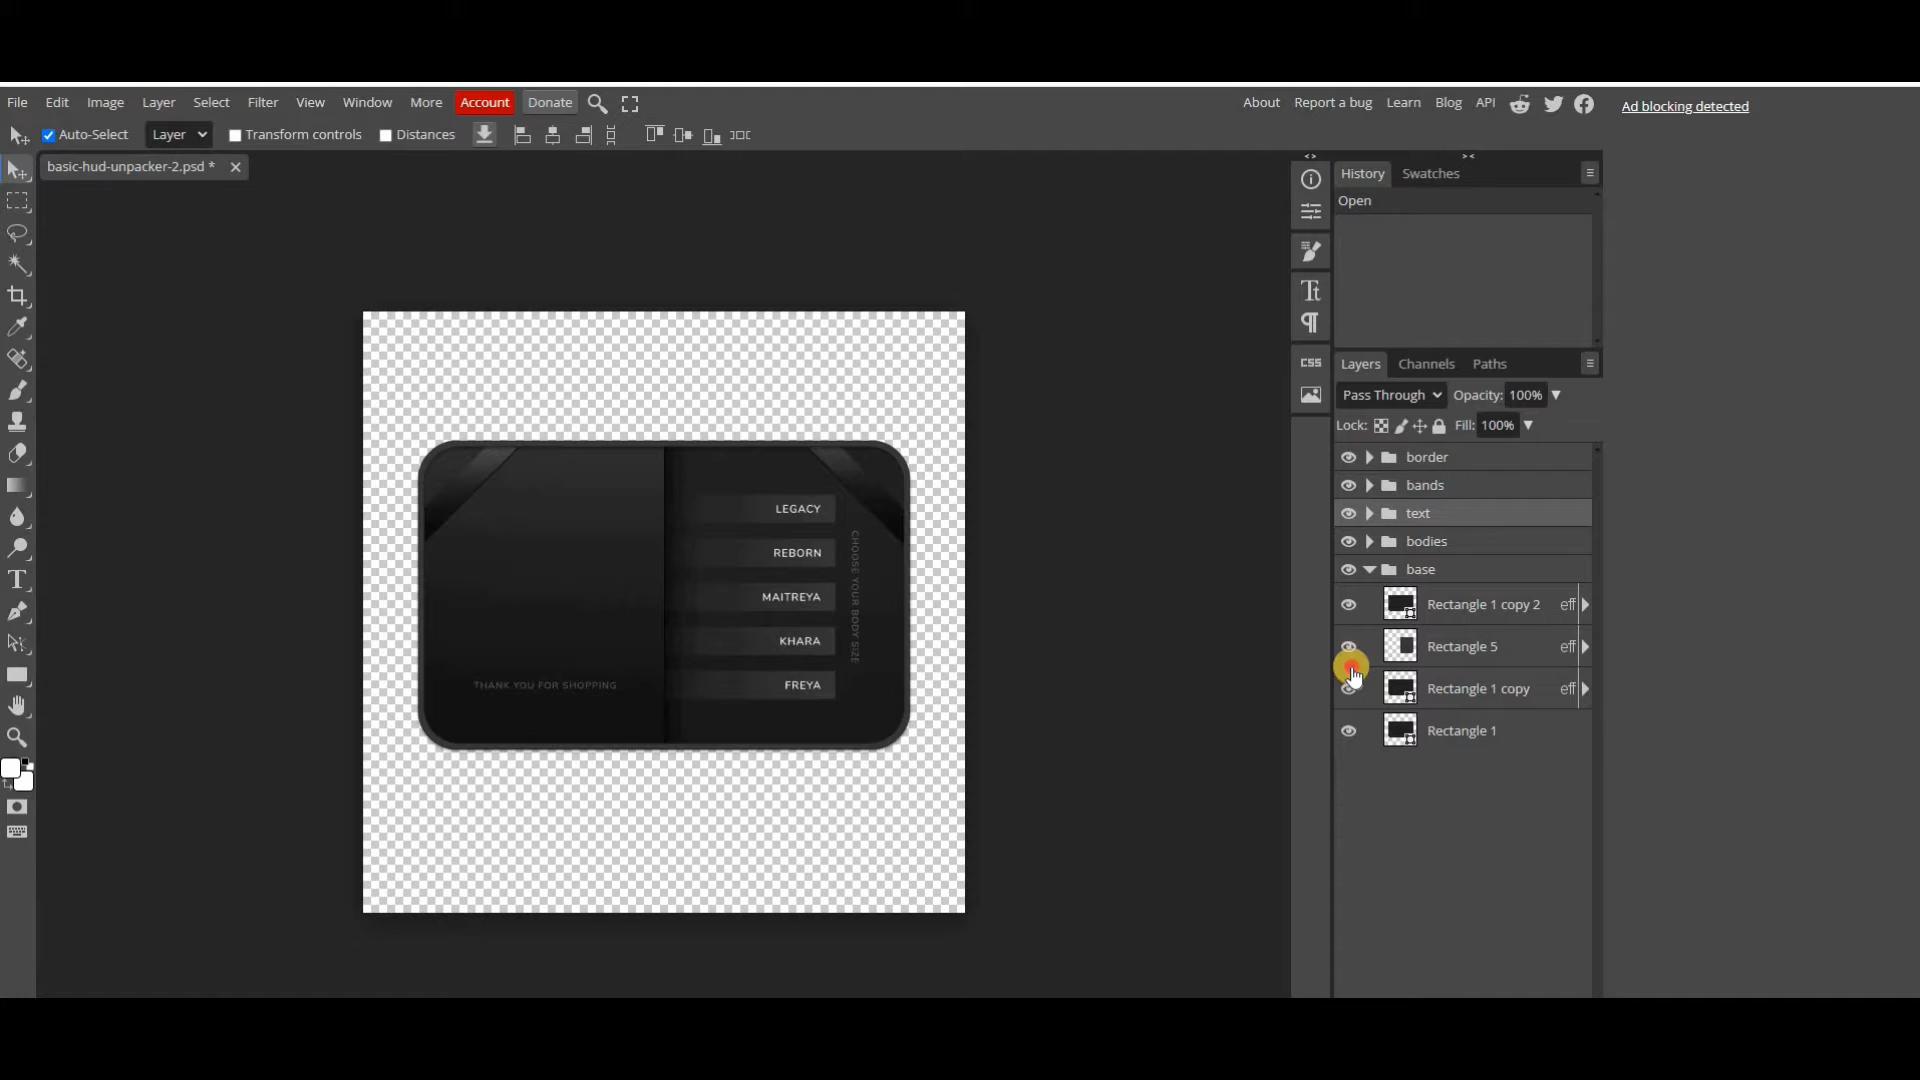 File Edit Image Layer Select Filter View Window More Account Donate About Report a bug Learn Blog API Ad blocking detected
Auto-Select Layer Transform controls Distances
basic-hud-unpacker-2.psd *
History Swatches
Open
Layers Channels Paths
Pass Through Opacity: 100%
Lock: Fill: 100%
border
bands
text
bodies
base
Rectangle 1 copy 2 eff
Rectangle 5 eff
Rectangle 1 copy eff
Rectangle 1
Tt
CSS
LEGACY
REBORN
MAITREYA
KHARA
FREYA
CHOOSE YOUR BODY SIZE
THANK YOU FOR SHOPPING